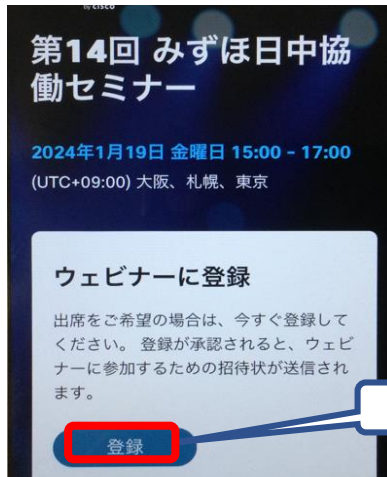 by cisco
第14回 みずほ日中協
働セミナー
2024年1月19日 金曜日 15:00 – 17:00
(UTC+09:00) 大阪、札幌、東京
ウェビナーに登録
出席をご希望の場合は、今すぐ登録して
ください。 登録が承認されると、ウェビ
ナーに参加するための招待状が送信され
ます。
登録